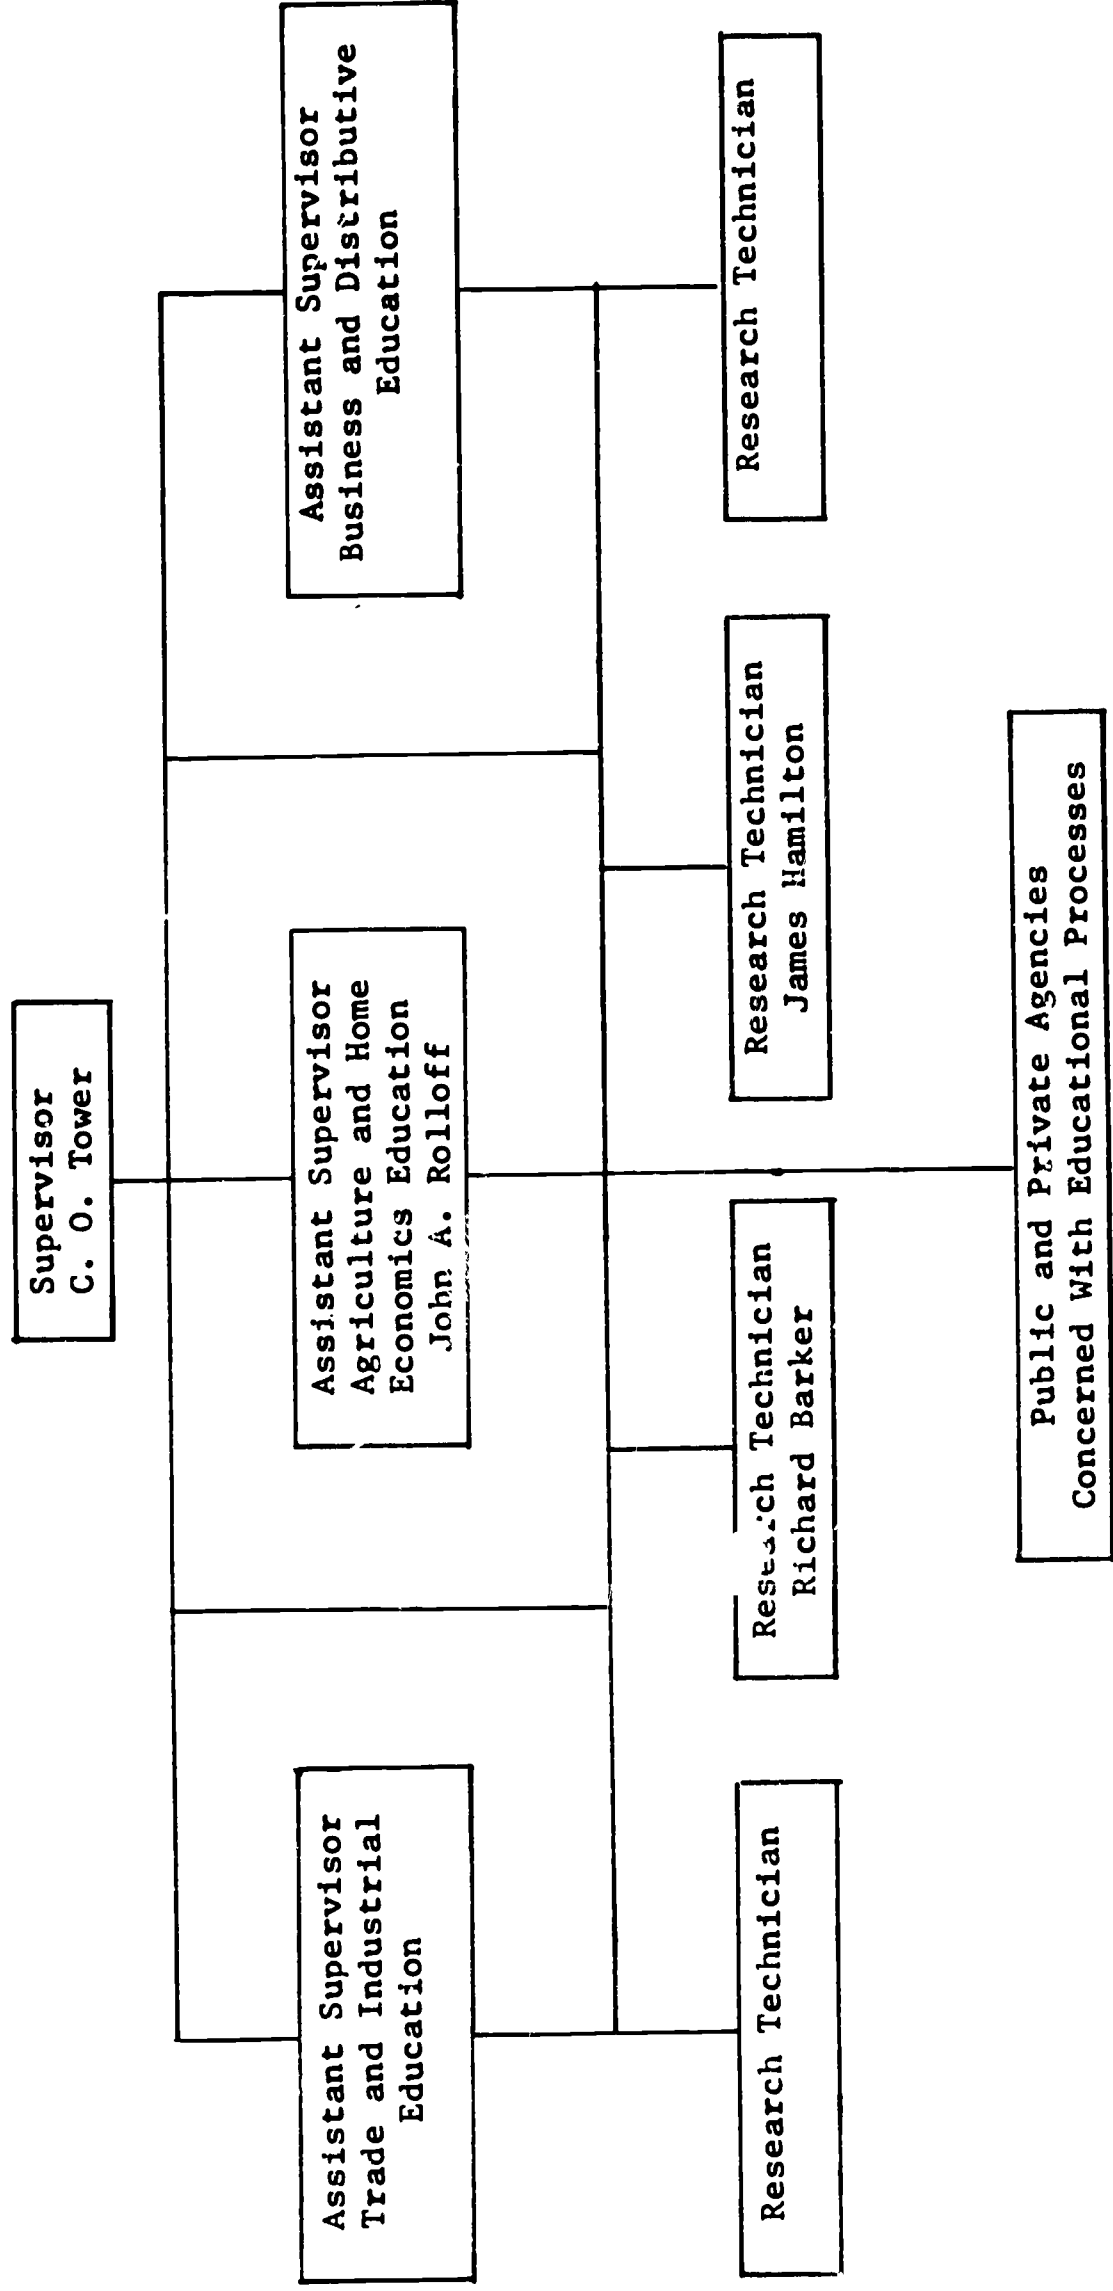 Supervisor
C. O. Tower
Assistant Supervisor
Trade and Industrial
Education
Assistant Supervisor
Agriculture and Home
Economics Education
John A. Rolloff
Assistant Supervisor
Business and Distributive
Education
Research Technician
Research Technician
Richard Barker
Research Technician
James Hamilton
Research Technician
Public and Private Agencies
Concerned With Educational Processes